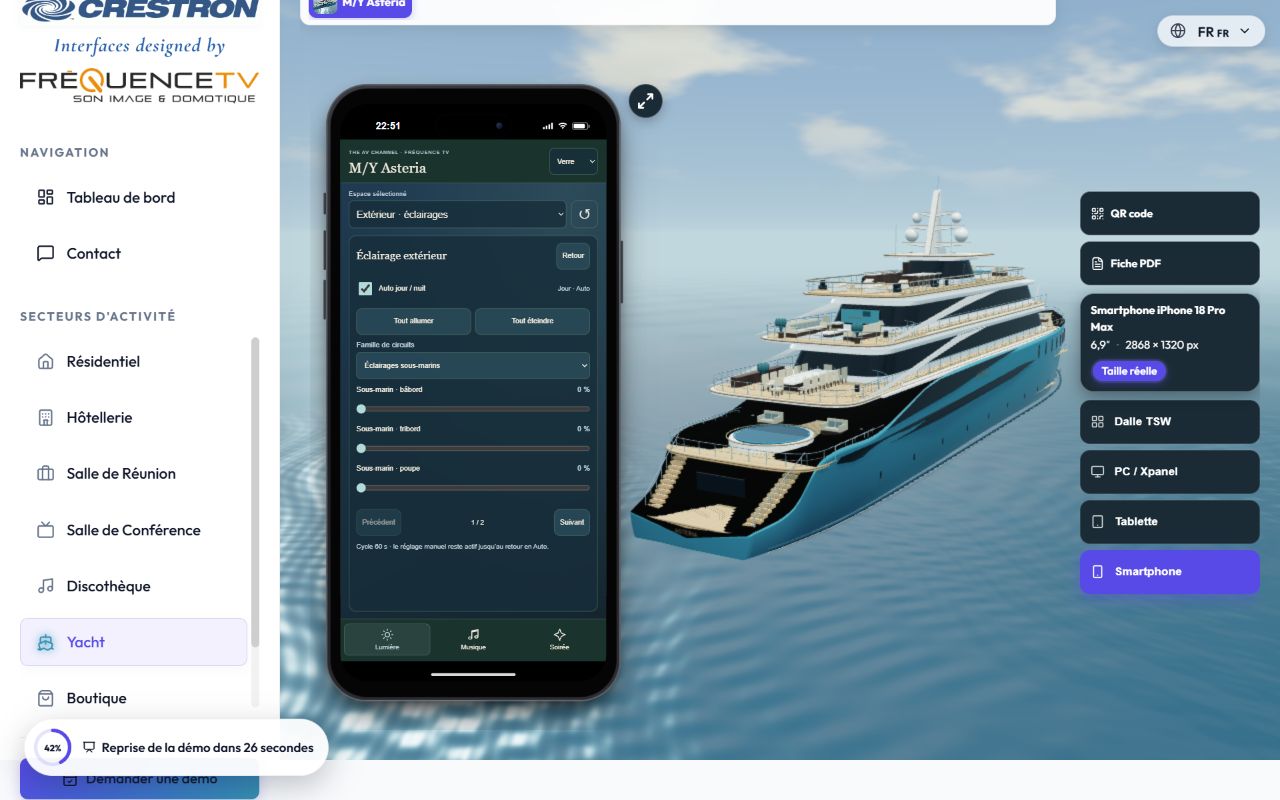 CRESTRON
Interfaces designed by
FRÉQUENCETV
SON IMAGE & DOMOTIQUE
NAVIGATION
Tableau de bord
Contact
SECTEURS D'ACTIVITÉ
Résidentiel
Hôtellerie
Salle de Réunion
Salle de Conférence
Discothèque
Yacht
Boutique
42%
Reprise de la démo dans 26 secondes
Demander une démo
M/Y Asteria
22:51
THE AV CHANNEL · FRÉQUENCE TV
M/Y Asteria
Verre
Espace sélectionné
Extérieur · éclairages
Éclairage extérieur
Retour
Auto jour / nuit
Jour · Auto
Tout allumer
Tout éteindre
Famille de circuits
Éclairages sous-marins
Sous-marin · bâbord
0 %
Sous-marin · tribord
0 %
Sous-marin · poupe
0 %
Précédent
1 / 2
Suivant
Cycle 60 s · le réglage manuel reste actif jusqu'au retour en Auto.
Lumière
Musique
Soirée
FR FR
QR code
Fiche PDF
Smartphone iPhone 18 Pro
Max
6,9" · 2868 × 1320 px
Taille réelle
Dalle TSW
PC / Xpanel
Tablette
Smartphone